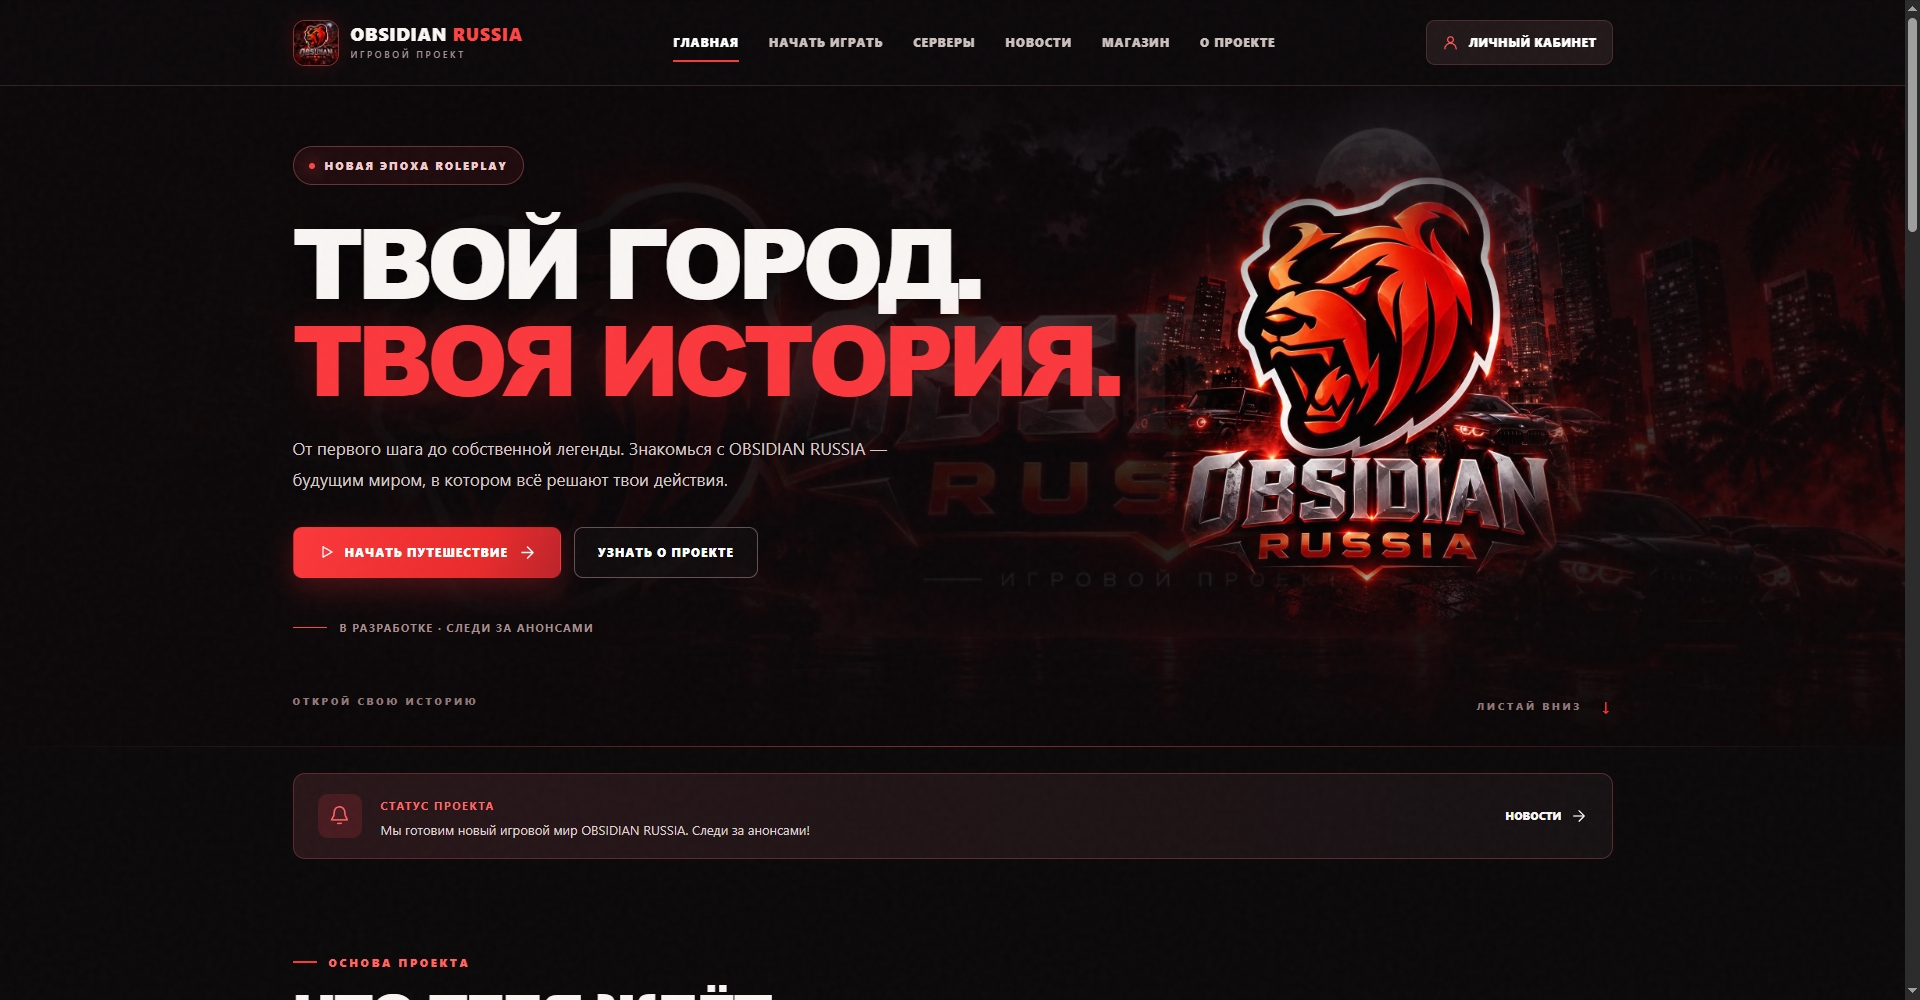 OBSIDIAN RUSSIA
ИГРОВОЙ ПРОЕКТ
ГЛАВНАЯ
НАЧАТЬ ИГРАТЬ
СЕРВЕРЫ
НОВОСТИ
МАГАЗИН
О ПРОЕКТЕ
ЛИЧНЫЙ КАБИНЕТ
НОВАЯ ЭПОХА ROLEPLAY
ТВОЙ ГОРОД.
ТВОЯ ИСТОРИЯ.
От первого шага до собственной легенды. Знакомься с OBSIDIAN RUSSIA —
будущим миром, в котором всё решают твои действия.
НАЧАТЬ ПУТЕШЕСТВИЕ
УЗНАТЬ О ПРОЕКТЕ
В РАЗРАБОТКЕ · СЛЕДИ ЗА АНОНСАМИ
OBSIDIAN
RUSSIA
ИГРОВОЙ
ОТКРОЙ СВОЮ ИСТОРИЮ
ЛИСТАЙ ВНИЗ ↓
СТАТУС ПРОЕКТА
Мы готовим новый игровой мир OBSIDIAN RUSSIA. Следи за анонсами!
НОВОСТИ
ОСНОВА ПРОЕКТА